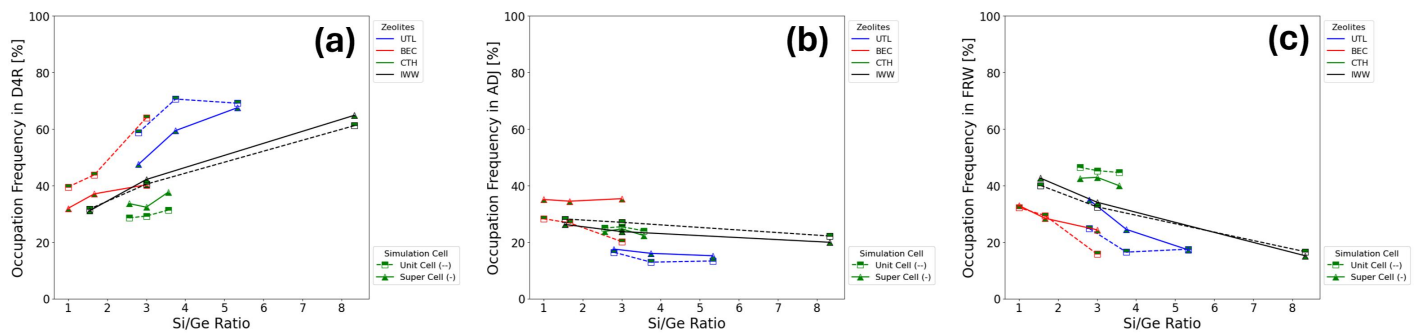 (a)
Occupation Frequency in D4R [%]
100
80
60
40
20
0
1 2 3 4 5 6 7 8
Si/Ge Ratio
Zeolites
UTL
BEC
CTH
IWW
Simulation Cell
Unit Cell (--)
Super Cell (-)
(b)
Occupation Frequency in ADJ [%]
100
80
60
40
20
0
1 2 3 4 5 6 7 8
Si/Ge Ratio
Zeolites
UTL
BEC
CTH
IWW
Simulation Cell
Unit Cell (--)
Super Cell (-)
(c)
Occupation Frequency in FRW [%]
100
80
60
40
20
0
1 2 3 4 5 6 7 8
Si/Ge Ratio
Zeolites
UTL
BEC
CTH
IWW
Simulation Cell
Unit Cell (--)
Super Cell (-)